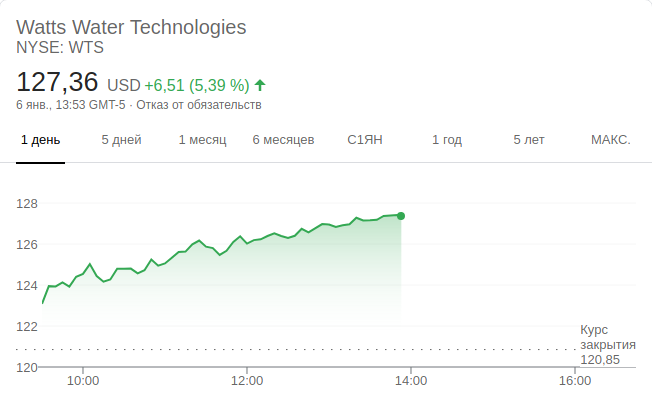 Watts Water Technologies
NYSE: WTS
127,36 USD +6,51 (5,39 %)
6 янв., 13:53 GMT-5 · Отказ от обязательств
1 день 5 дней 1 месяц 6 месяцев С1ЯН 1 год 5 лет МАКС.
128
126
124
122
120
Курс
закрытия
120,85
10:00 12:00 14:00 16:00